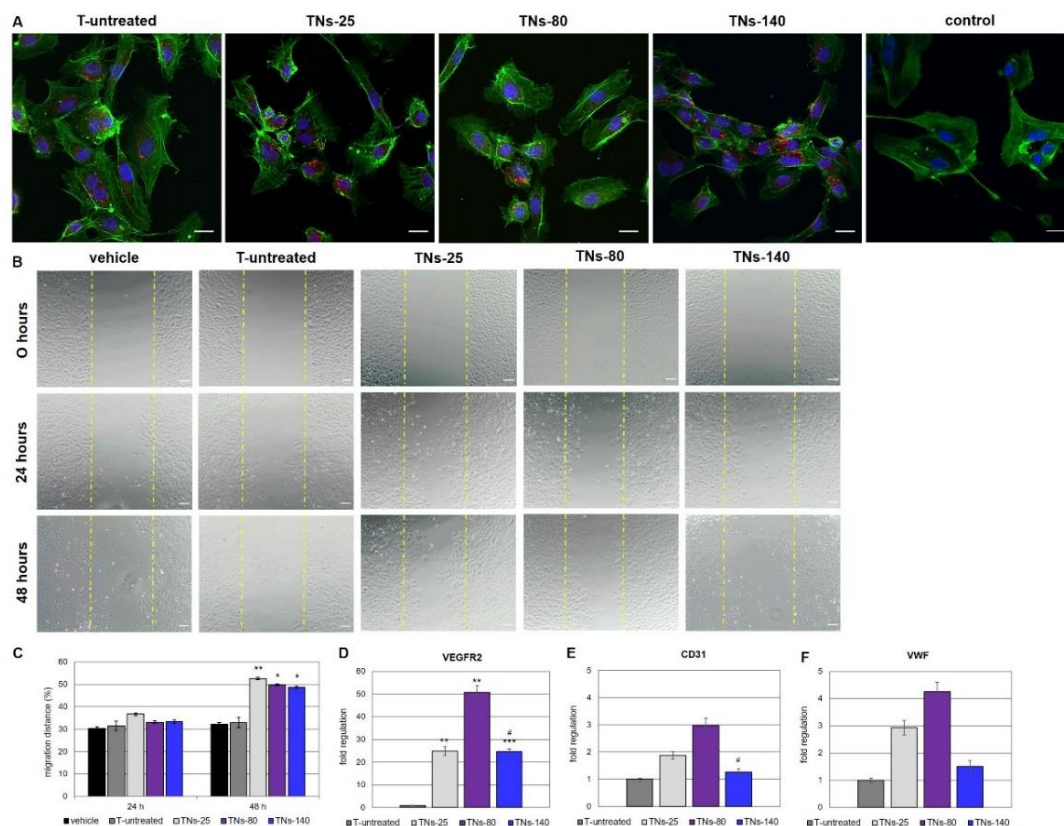 A
T-untreated TNs-25 TNs-80 TNs-140 control
B
vehicle T-untreated TNs-25 TNs-80 TNs-140
O hours
24 hours
48 hours
C
migration distance (%)
60
50
40
30
20
10
0
** * *
24 h 48 h
vehicle T-untreated TNs-25 TNs-80 TNs-140
D
VEGFR2
fold regulation
60
50
40
30
20
10
0
**
**
#
***
T-untreated TNs-25 TNs-80 TNs-140
E
CD31
fold regulation
5
4
3
2
1
0
#
T-untreated TNs-25 TNs-80 TNs-140
F
VWF
fold regulation
5
4
3
2
1
0
T-untreated TNs-25 TNs-80 TNs-140